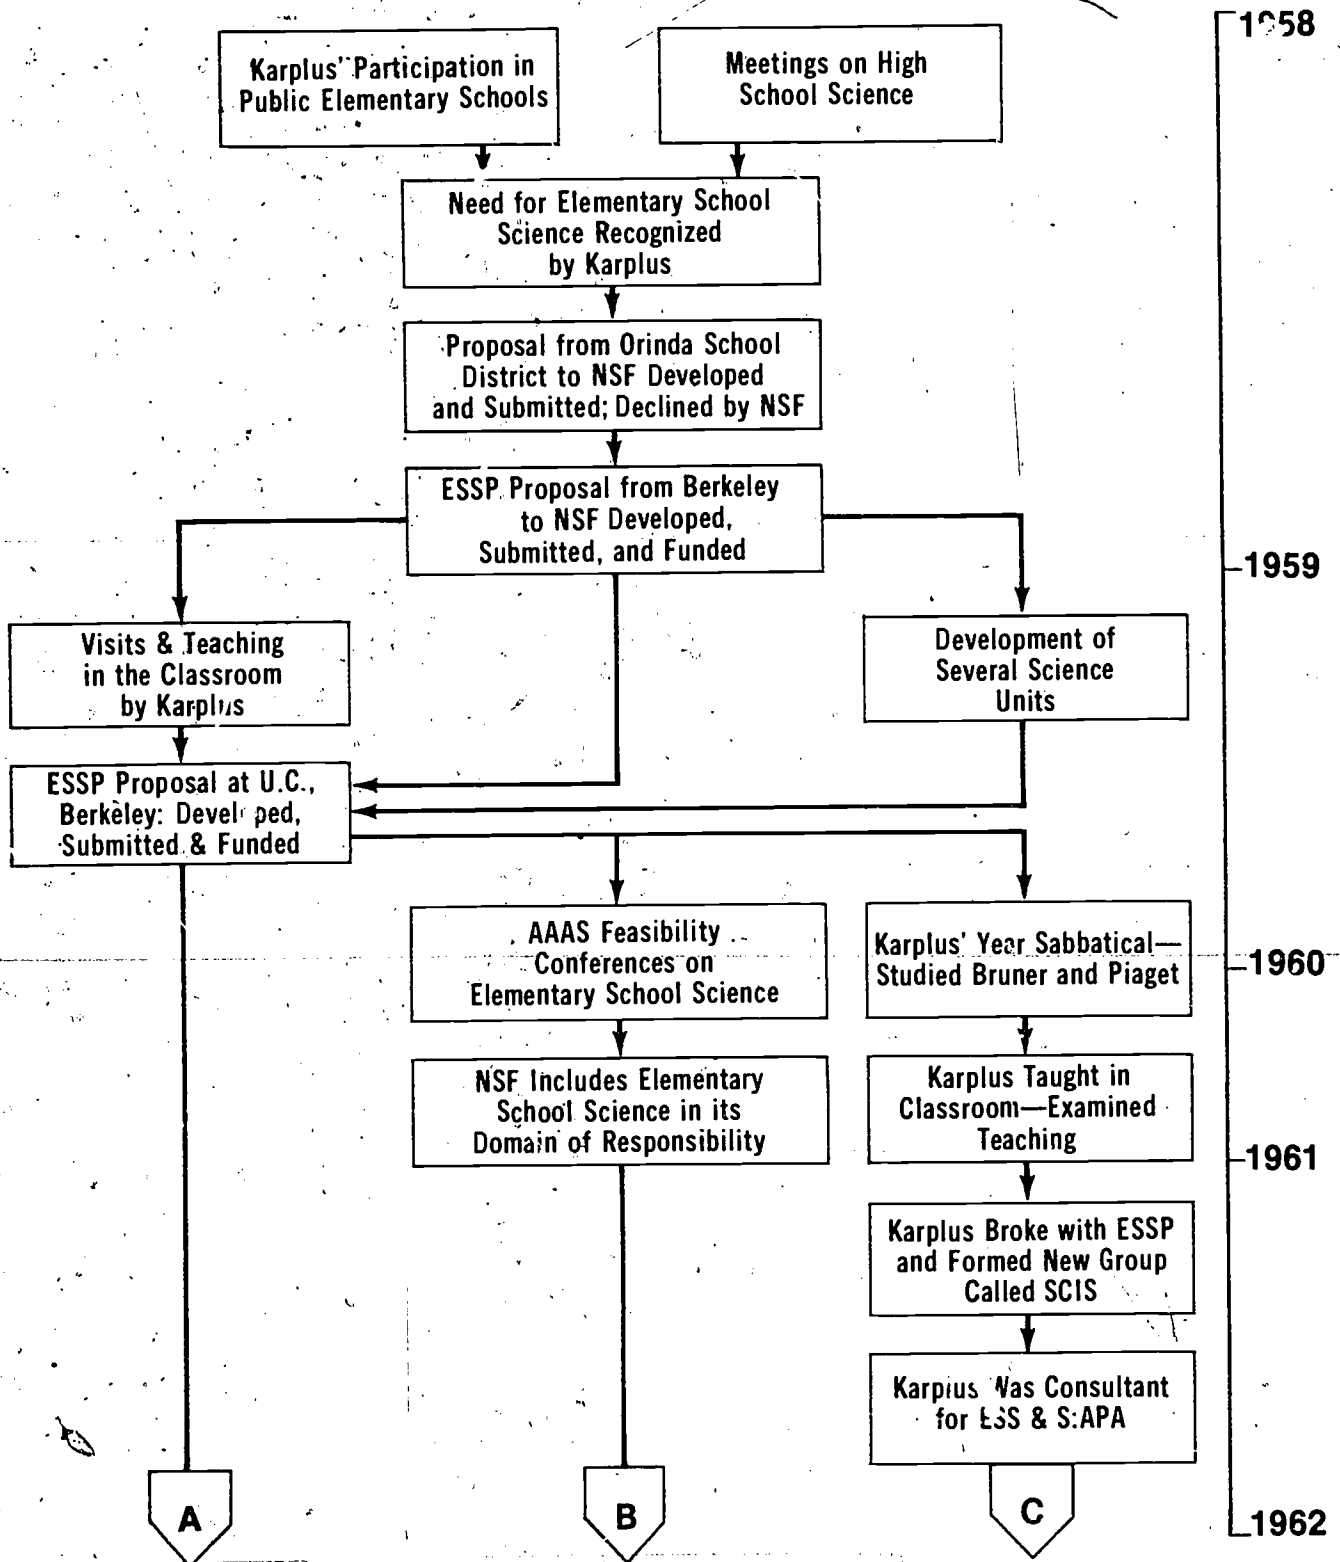 1958
Karplus' Participation in
Public Elementary Schools
Meetings on High
School Science
Need for Elementary School
Science Recognized
by Karplus
Proposal from Orinda School
District to NSF Developed
and Submitted; Declined by NSF
ESSP Proposal from Berkeley
to NSF Developed,
Submitted, and Funded
1959
Visits & Teaching
in the Classroom
by Karplus
Development of
Several Science
Units
ESSP Proposal at U.C.,
Berkeley: Developed,
Submitted & Funded
AAAS Feasibility
Conferences on
Elementary School Science
Karplus' Year Sabbatical—
Studied Bruner and Piaget
1960
NSF Includes Elementary
School Science in its
Domain of Responsibility
Karplus Taught in
Classroom—Examined
Teaching
1961
Karplus Broke with ESSP
and Formed New Group
Called SCIS
Karplus Was Consultant
for ESS & S:APA
A
B
C
1962